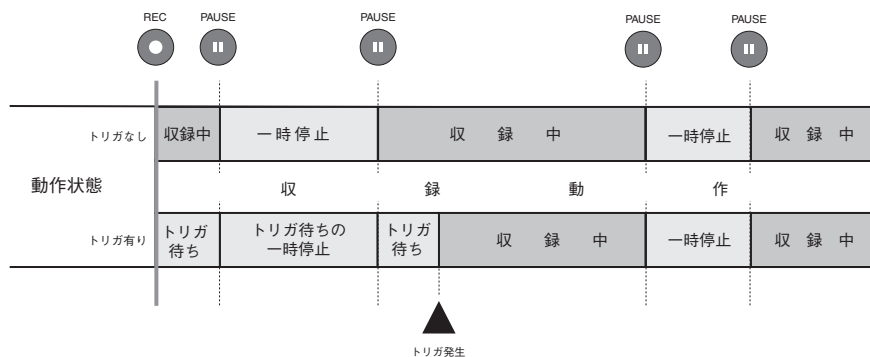 REC PAUSE PAUSE PAUSE PAUSE
トリガなし 収録中 一時停止 収録中 一時停止 収録中
動作状態 収録動作
トリガ有り トリガ待ち トリガ待ちの一時停止 トリガ待ち 収録中 一時停止 収録中
トリガ発生